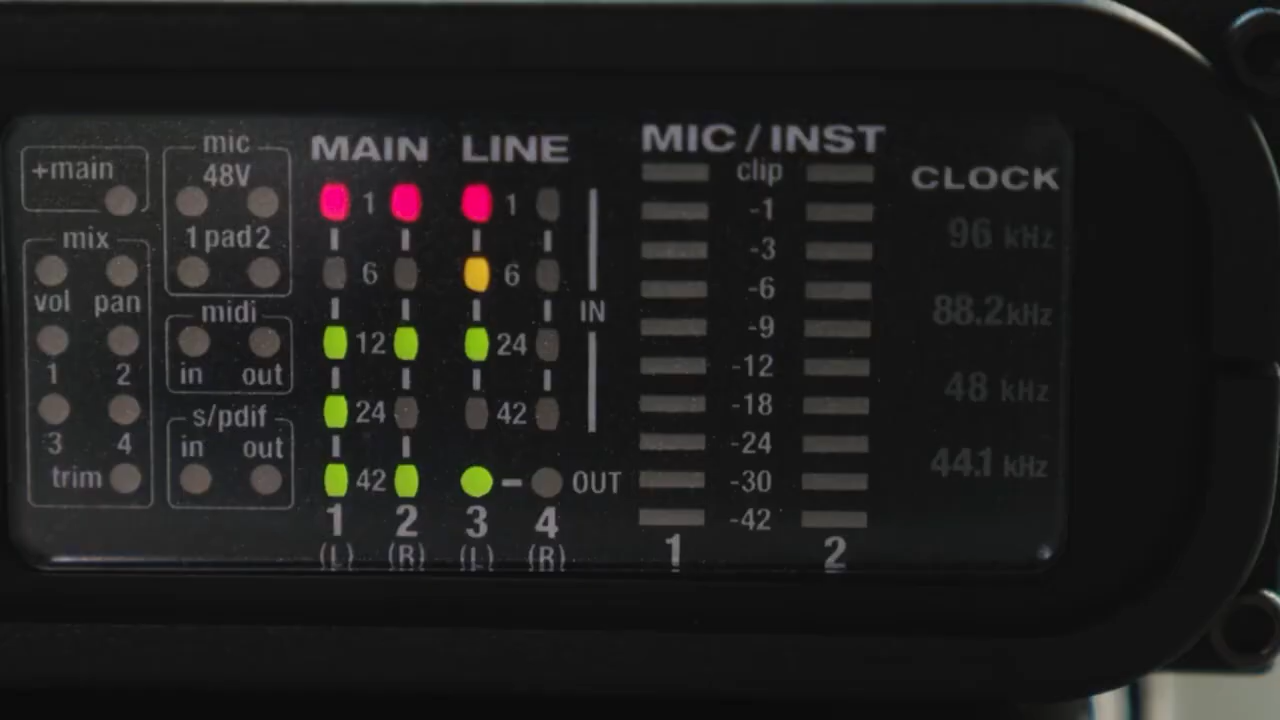 +main
mix
vol pan
1 2
3 4
trim
mic
48V
1 pad 2
midi
in out
s/pdif
in out
MAIN LINE
1 1
6 6
IN
12 24
24 42
42 OUT
1 2 3 4
(L) (R) (L) (R)
MIC / INST
clip
-1
-3
-6
-9
-12
-18
-24
-30
-42
1 2
CLOCK
96 kHz
88.2 kHz
48 kHz
44.1 kHz